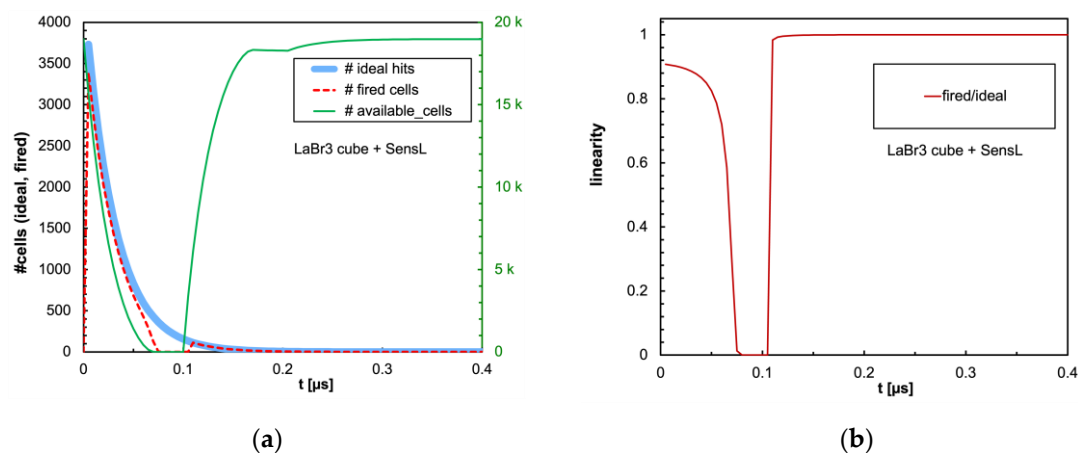 4000
3500
3000
2500
2000
1500
1000
500
0
#cells (ideal, fired)
20 k
15 k
10 k
5 k
0
# ideal hits
# fired cells
# available_cells
LaBr3 cube + SensL
0
0.1
0.2
0.3
0.4
t [µs]
(a)
1
0.8
0.6
0.4
0.2
0
linearity
fired/ideal
LaBr3 cube + SensL
0
0.1
0.2
0.3
0.4
t [µs]
(b)